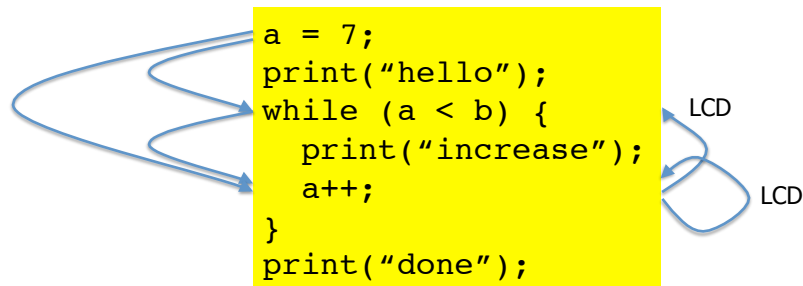 a = 7;
print("hello");
while (a < b) {
LCD
print("increase");
a++;
LCD
}
print("done");